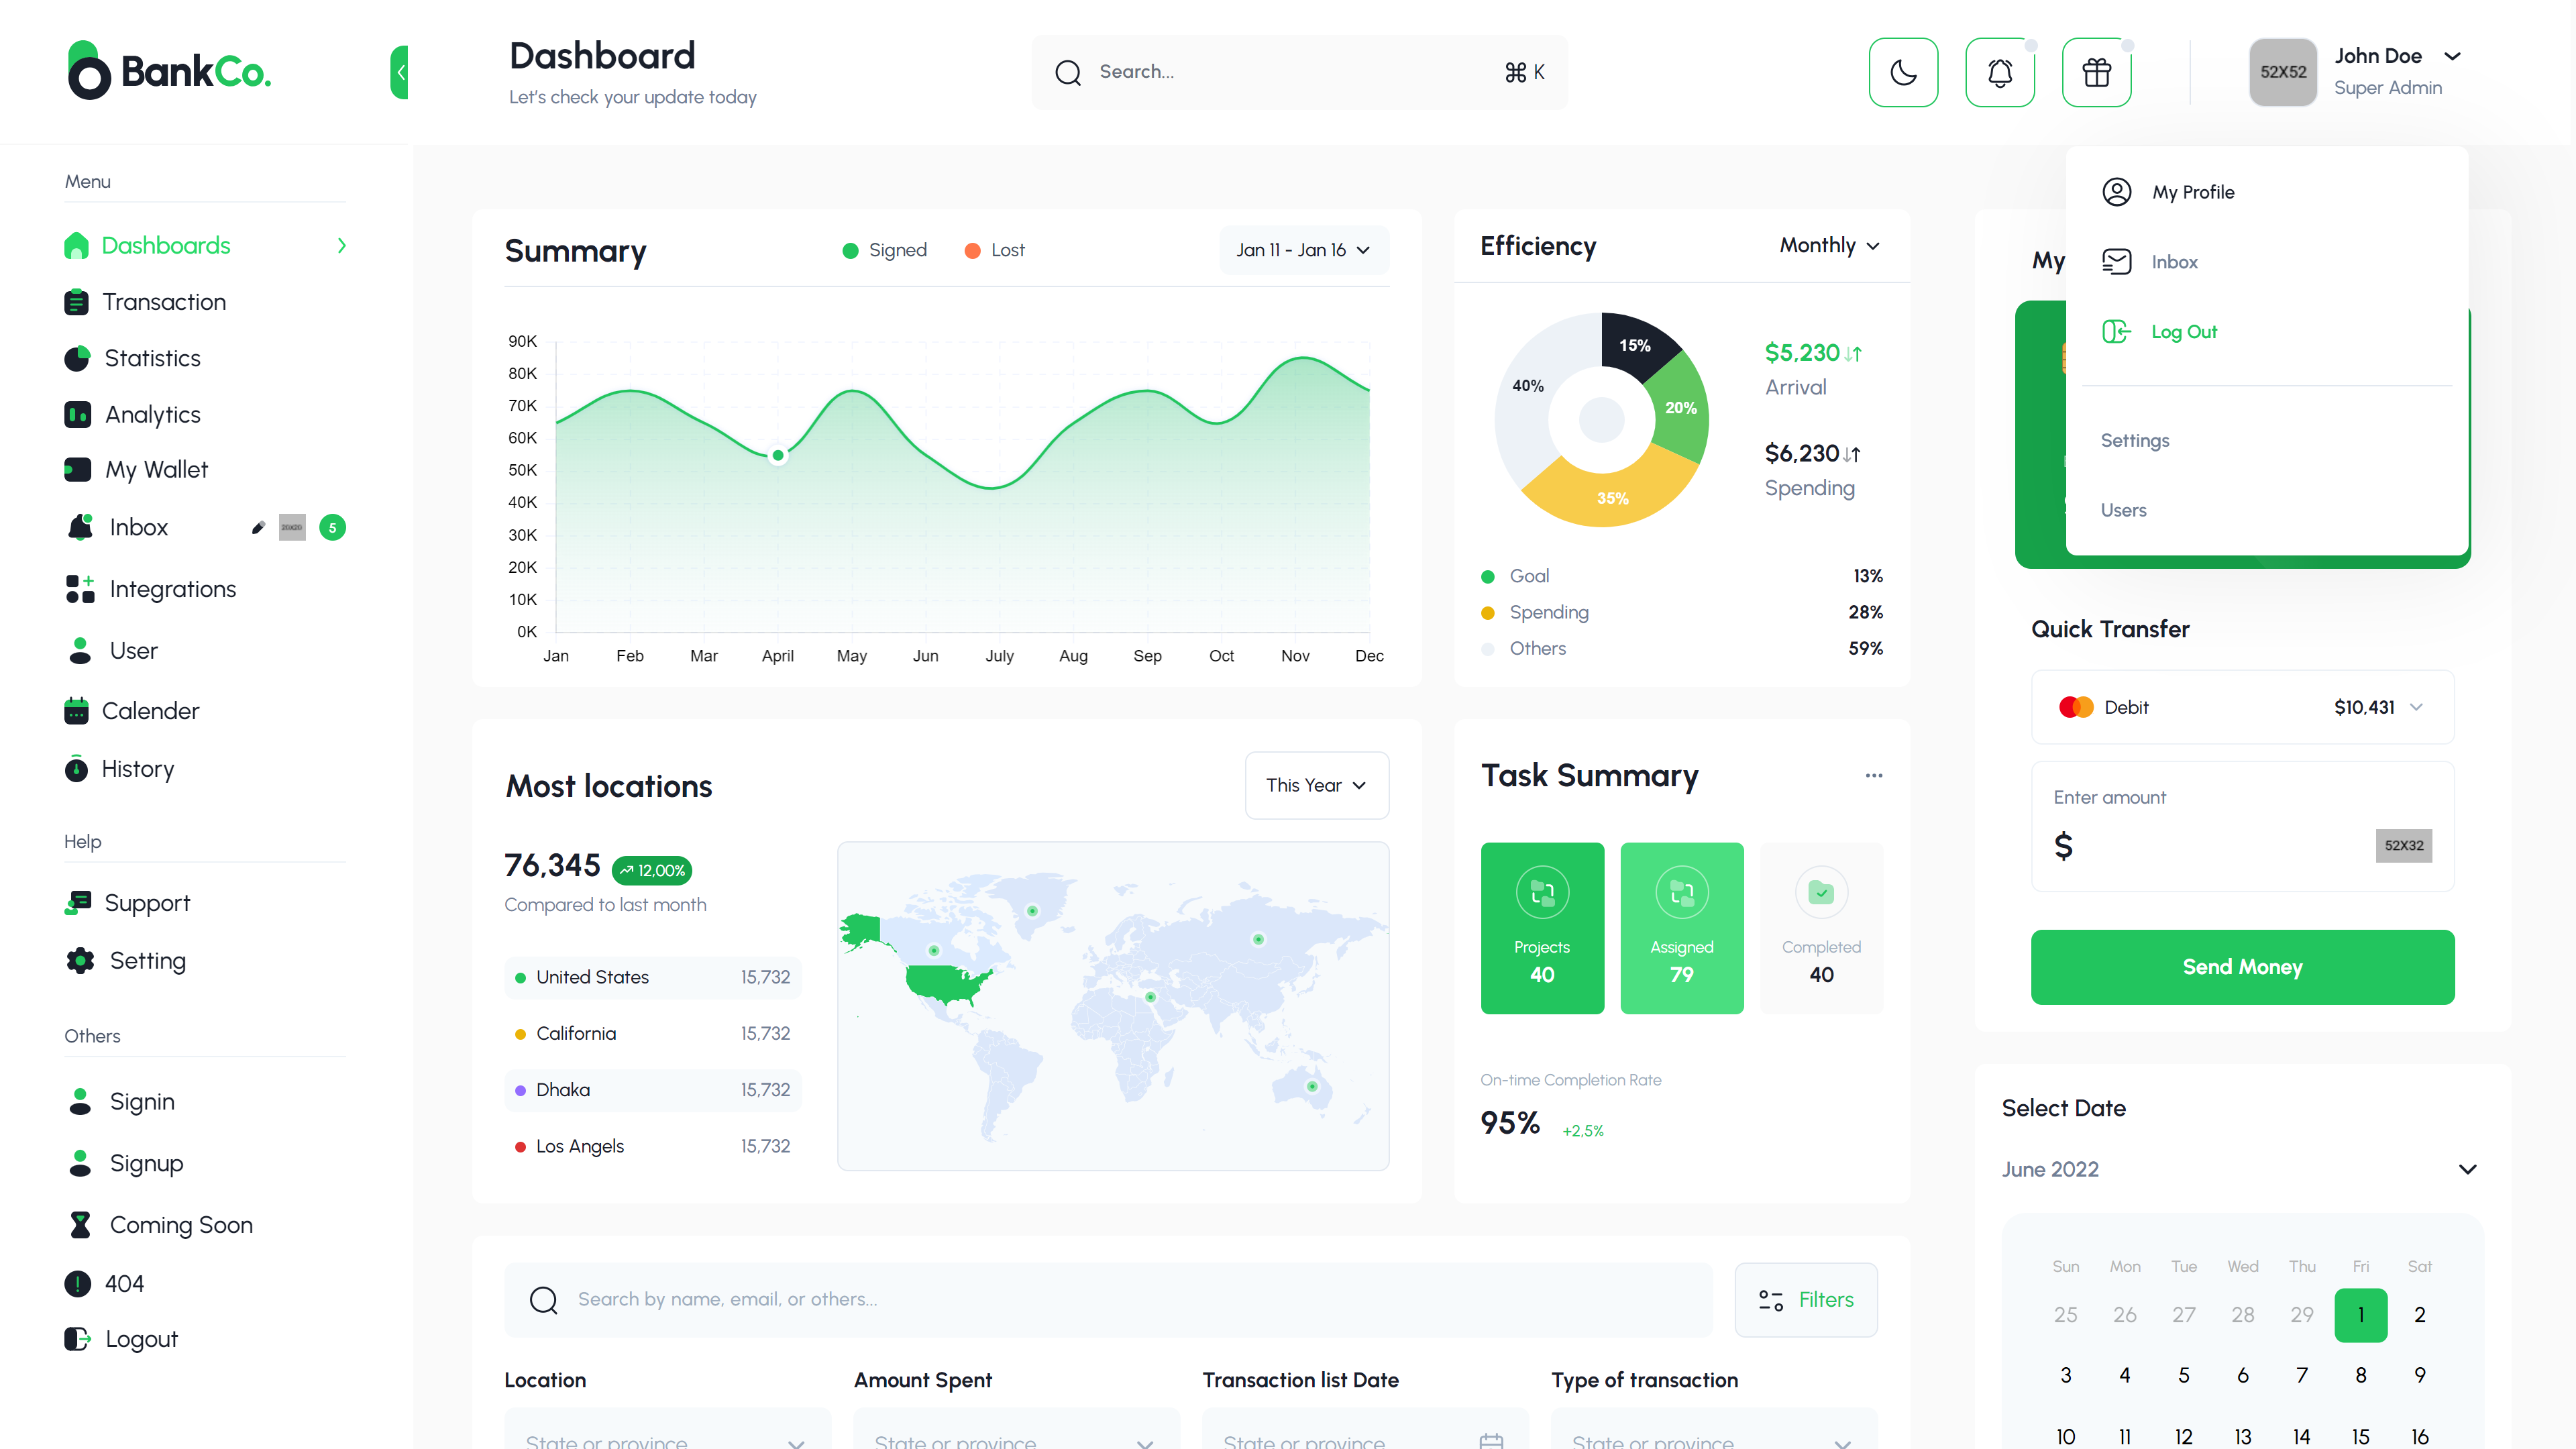 BankCo.
Dashboard
Let's check your update today
Search...
⌘ K
52X52
John Doe
Super Admin
Menu
Dashboards
Transaction
Statistics
Analytics
My Wallet
Inbox
20X20
5
Integrations
User
Calender
History
Help
Support
Setting
Others
Signin
Signup
Coming Soon
404
Logout
Summary
Signed
Lost
Jan 11 - Jan 16
90K
80K
70K
60K
50K
40K
30K
20K
10K
0K
Jan Feb Mar April May Jun July Aug Sep Oct Nov Dec
Efficiency
Monthly
15%
20%
35%
40%
$5,230
Arrival
$6,230
Spending
Goal 13%
Spending 28%
Others 59%
My
My Profile
Inbox
Log Out
Settings
Users
Most locations
This Year
76,345
12,00%
Compared to last month
United States 15,732
California 15,732
Dhaka 15,732
Los Angels 15,732
Task Summary
...
Projects
40
Assigned
79
Completed
40
On-time Completion Rate
95%
+2,5%
Quick Transfer
Debit
$10,431
Enter amount
$
52X32
Send Money
Select Date
June 2022
Sun Mon Tue Wed Thu Fri Sat
25 26 27 28 29 1 2
3 4 5 6 7 8 9
10 11 12 13 14 15 16
Search by name, email, or others...
Filters
Location
Amount Spent
Transaction list Date
Type of transaction
State or province
State or province
State or province
State or province